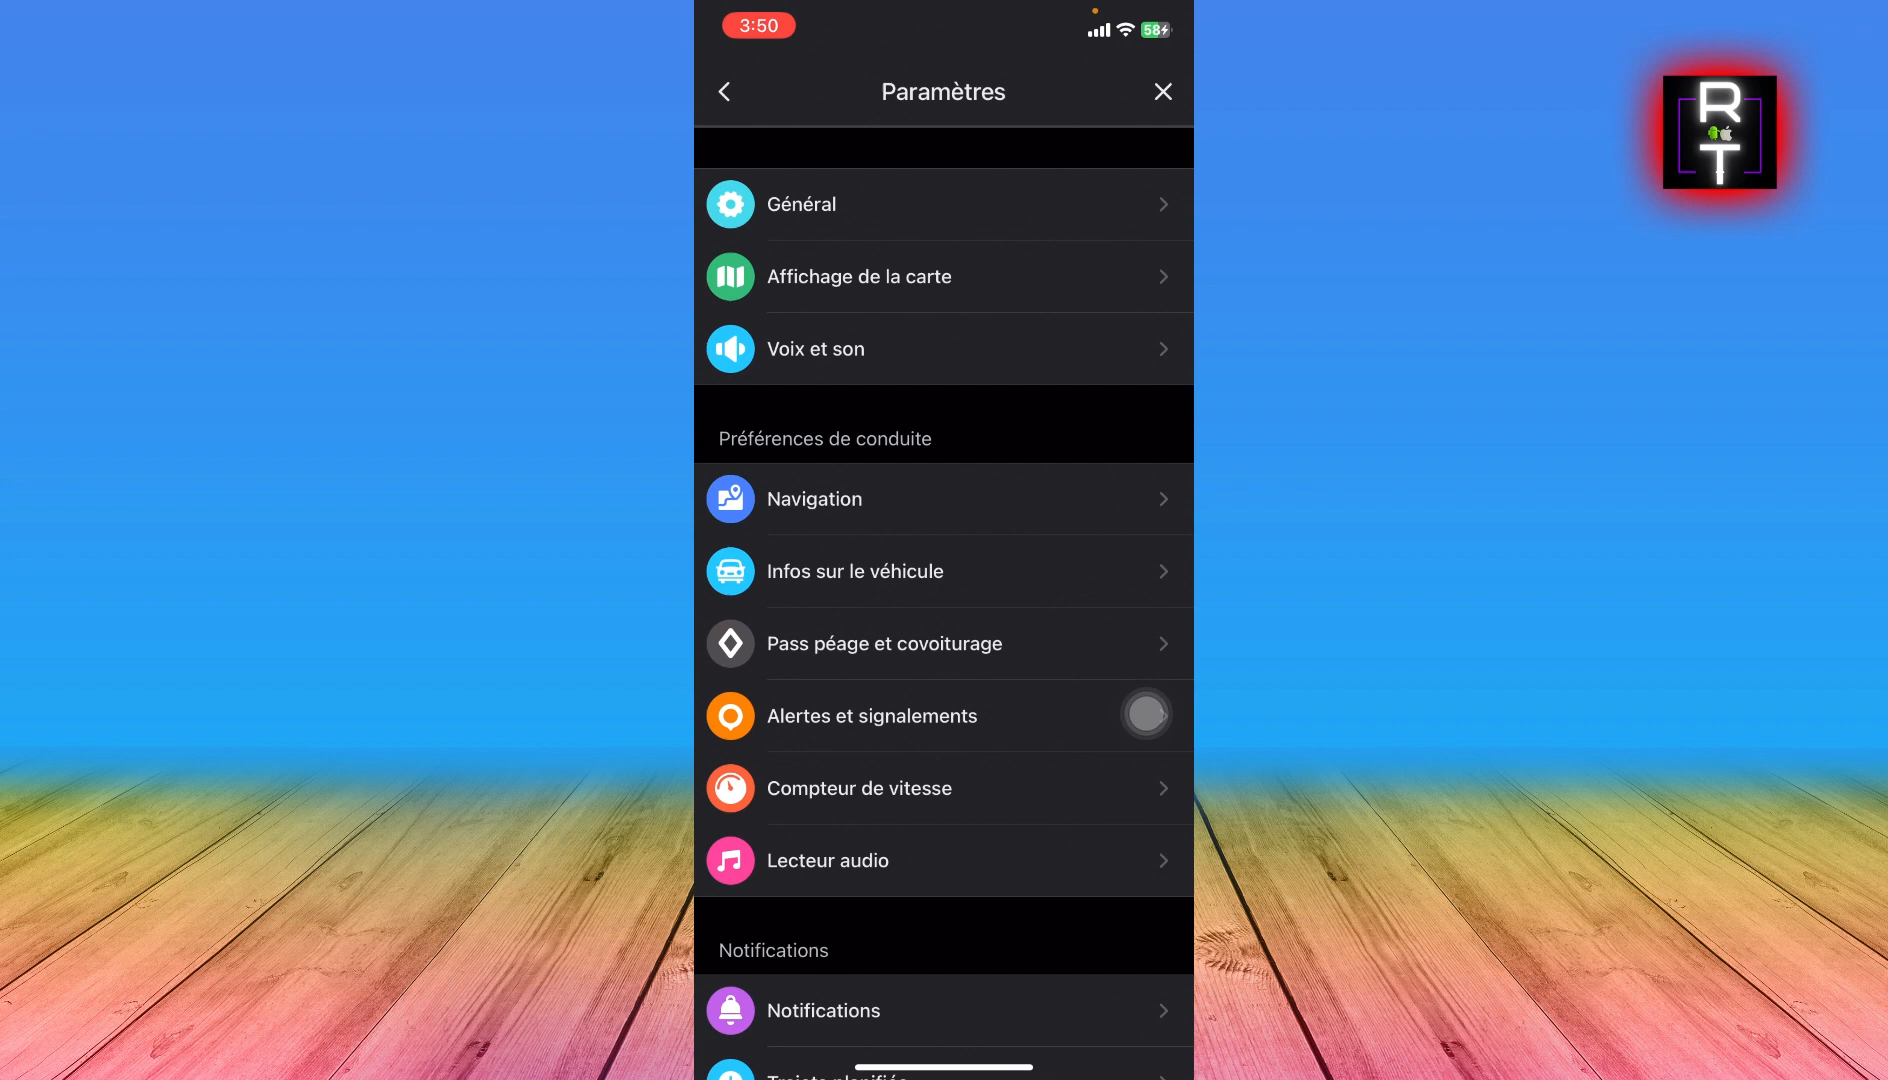 3:50
58
Paramètres
R
T
Général
Affichage de la carte
Voix et son
Préférences de conduite
Navigation
Infos sur le véhicule
Pass péage et covoiturage
Alertes et signalements
Compteur de vitesse
Lecteur audio
Notifications
Notifications